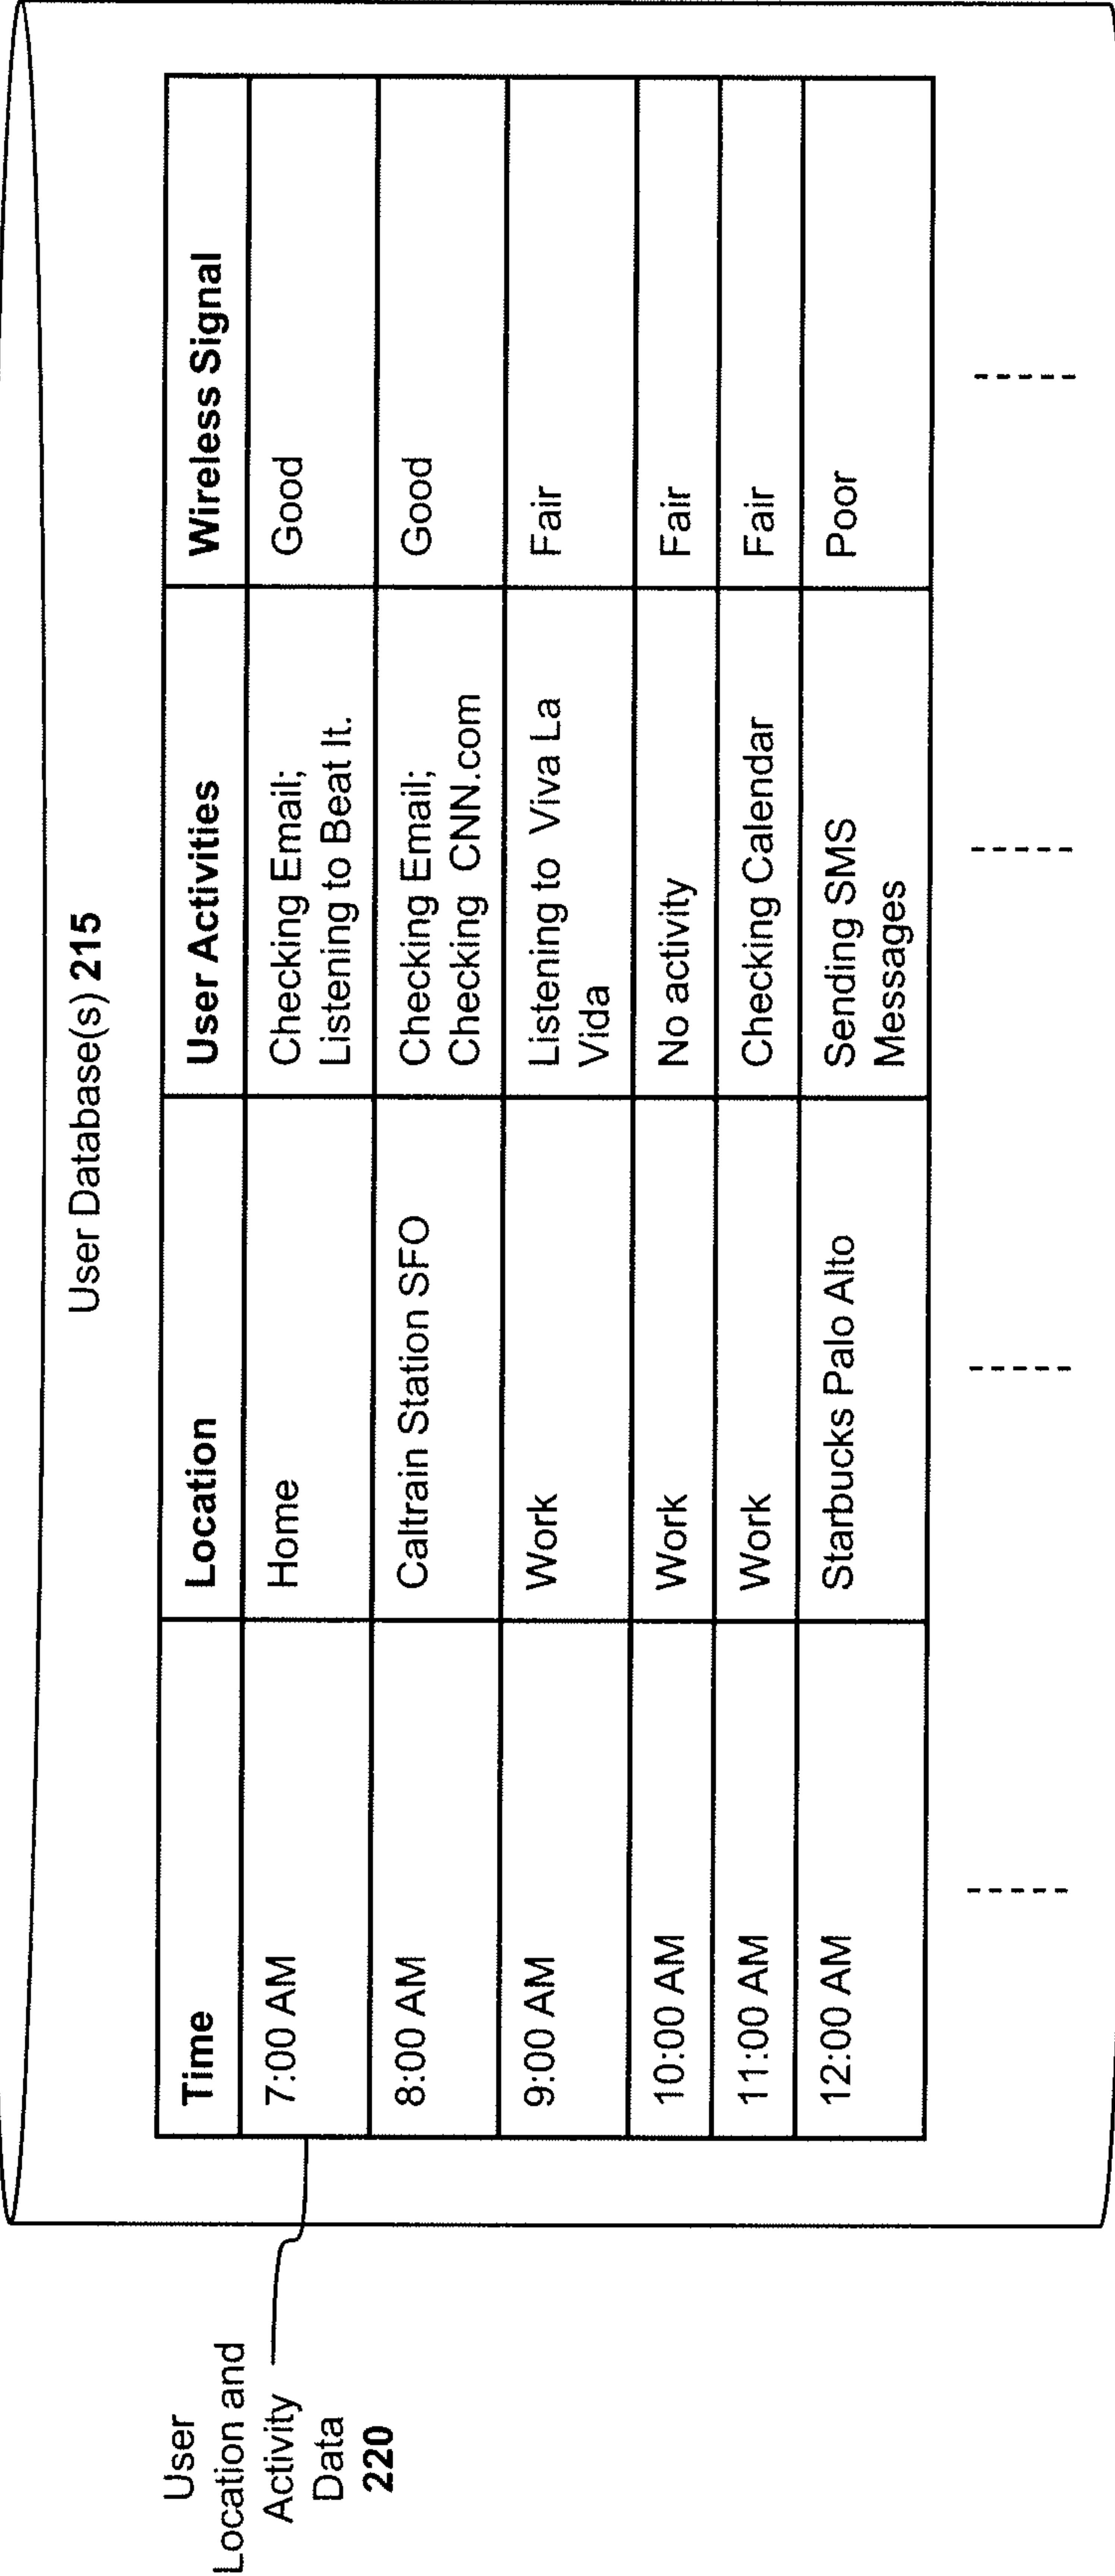 User Database(s) 215
User
Location and
Activity
Data
220
Time Location User Activities Wireless Signal
7:00 AM Home Checking Email; Good
Listening to Beat It.
8:00 AM Caltrain Station SFO Checking Email; Good
Checking CNN.com
9:00 AM Work Listening to Viva La Fair
Vida
10:00 AM Work No activity Fair
11:00 AM Work Checking Calendar Fair
12:00 AM Starbucks Palo Alto Sending SMS Poor
Messages